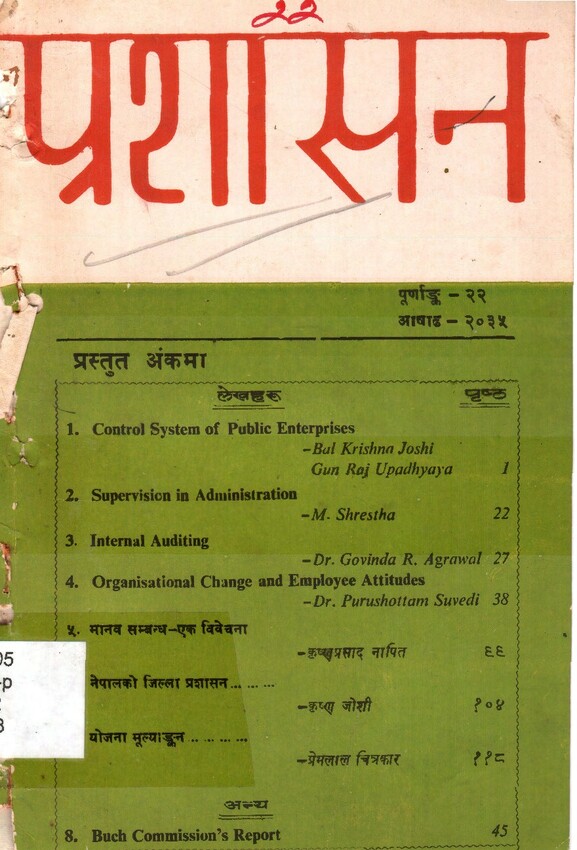 २२
प्रशासन
पूर्णाङ्क – २२
आषाढ – २०३५
प्रस्तुत अंकमा
लेखहरू पृष्ठ
1. Control System of Public Enterprises
–Bal Krishna Joshi
Gun Raj Upadhyaya 1
2. Supervision in Administration
–M. Shrestha 22
3. Internal Auditing
–Dr. Govinda R. Agrawal 27
4. Organisational Change and Employee Attitudes
–Dr. Purushottam Suvedi 38
५. मानव सम्बन्ध–एक विवेचना
–कृष्णप्रसाद नापित ६६
नेपालको जिल्ला प्रशासन... ... ...
–कृष्ण जोशी १०४
योजना मूल्याङ्कन .. ... ... ...
–प्रेमलाल चित्रकार ११८
अन्य
8. Buch Commission's Report 45